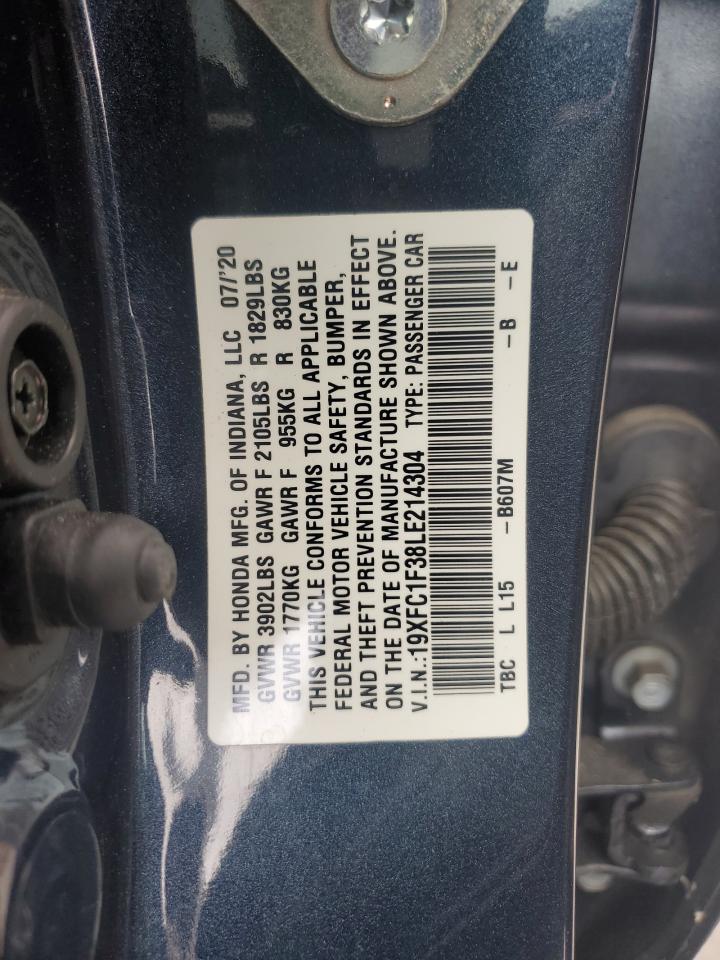 MFD. BY HONDA MFG. OF INDIANA, LLC 07/'20
GVWR 3902LBS GAWR F 2105LBS R 1829LBS
GVWR 1770KG GAWR F 955KG R 830KG
THIS VEHICLE CONFORMS TO ALL APPLICABLE
FEDERAL MOTOR VEHICLE SAFETY, BUMPER,
AND THEFT PREVENTION STANDARDS IN EFFECT
ON THE DATE OF MANUFACTURE SHOWN ABOVE.
V.I.N.:19XFC1F38LE214304 TYPE: PASSENGER CAR
TBC L L15 -B607M -B -E